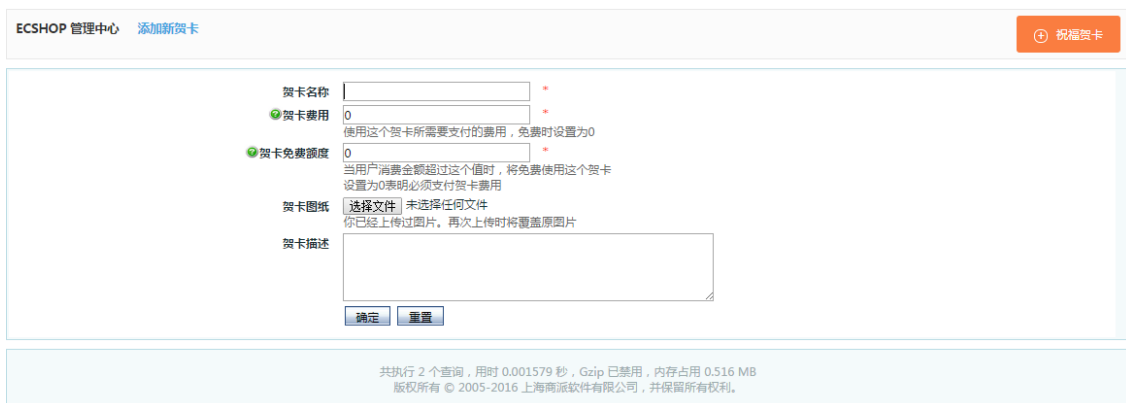 ECSHOP 管理中心 添加新贺卡
祝福贺卡
贺卡名称 *
贺卡费用 0 *
使用这个贺卡所需要支付的费用，免费时设置为0
贺卡免费额度 0 *
当用户消费金额超过这个值时，将免费使用这个贺卡
设置为0表明必须支付贺卡费用
贺卡图纸 选择文件 未选择任何文件
你已经上传过图片。再次上传时将覆盖原图片
贺卡描述
确定 重置
共执行 2 个查询，用时 0.001579 秒，Gzip 已禁用，内存占用 0.516 MB
版权所有 © 2005-2016 上海商派软件有限公司，并保留所有权利。